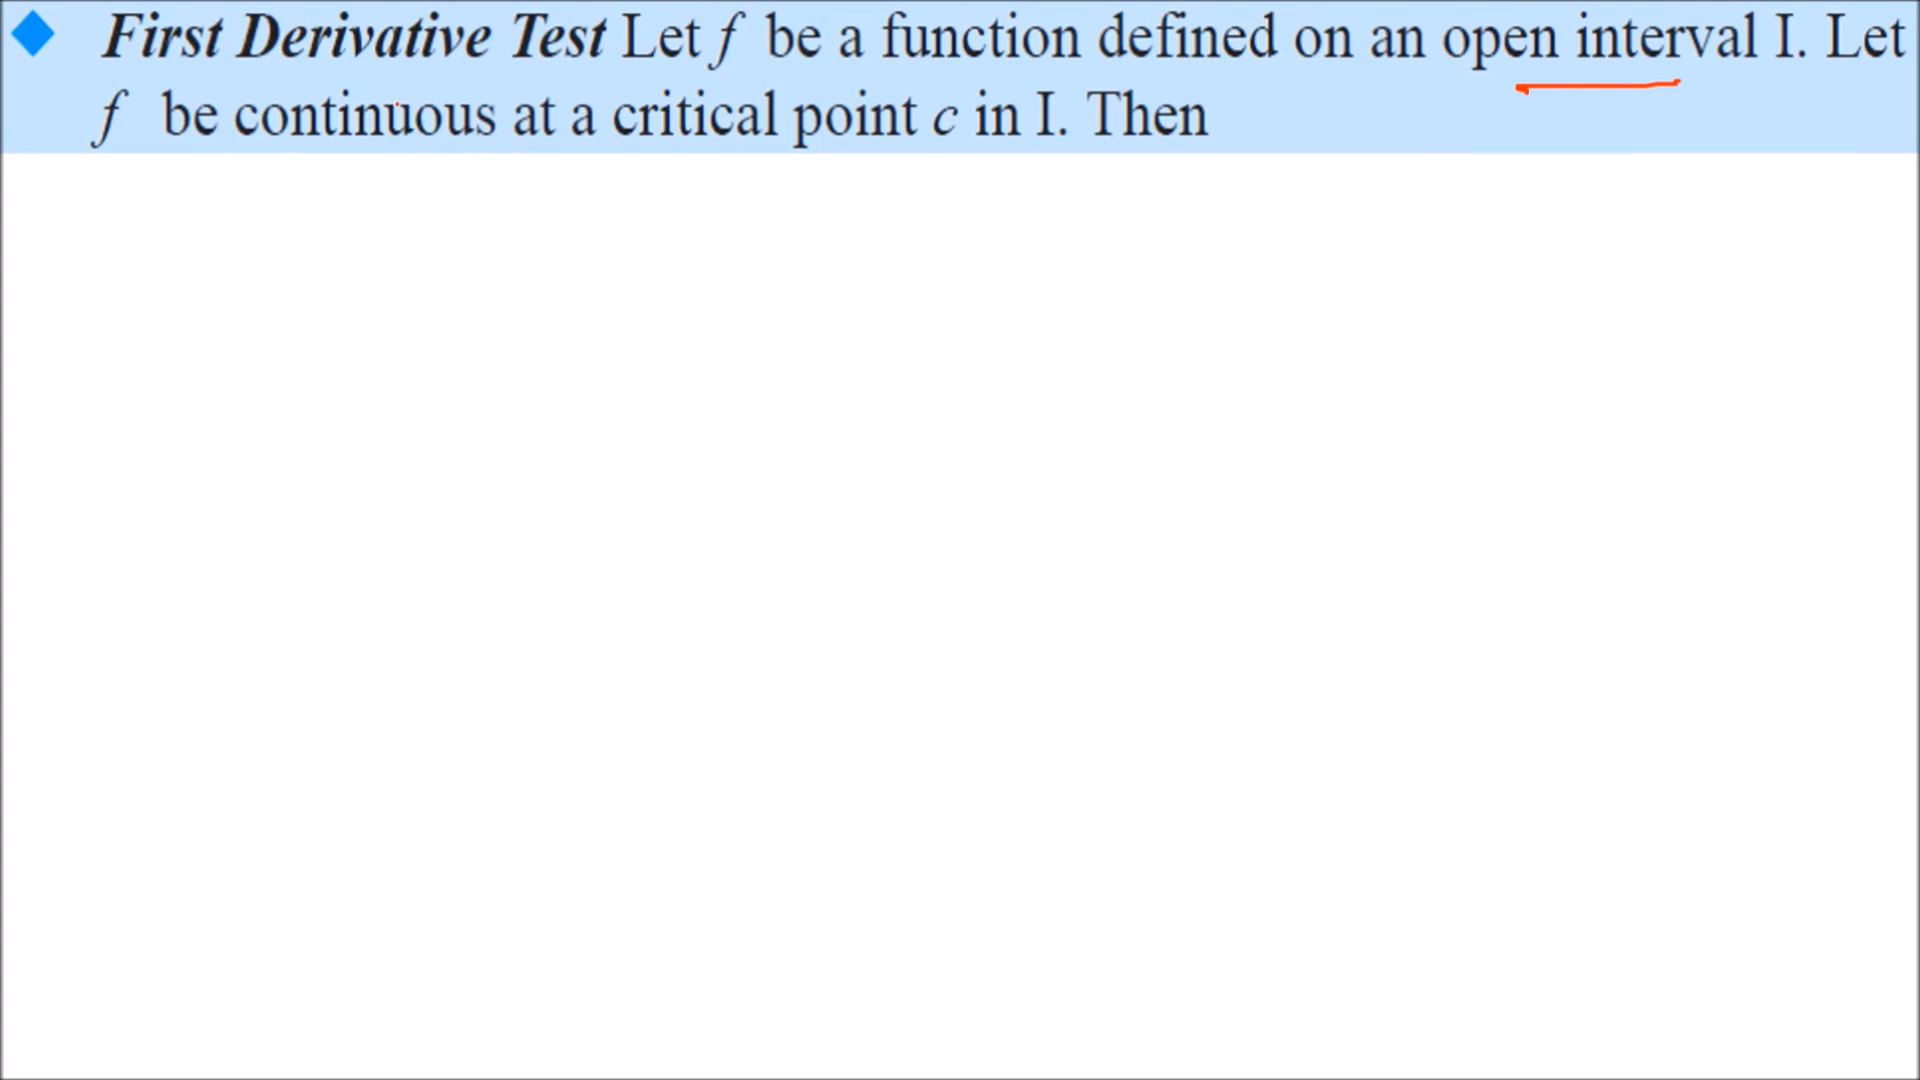 First Derivative Test Let f be a function defined on an open interval I. Let
f be continuous at a critical point c in I. Then